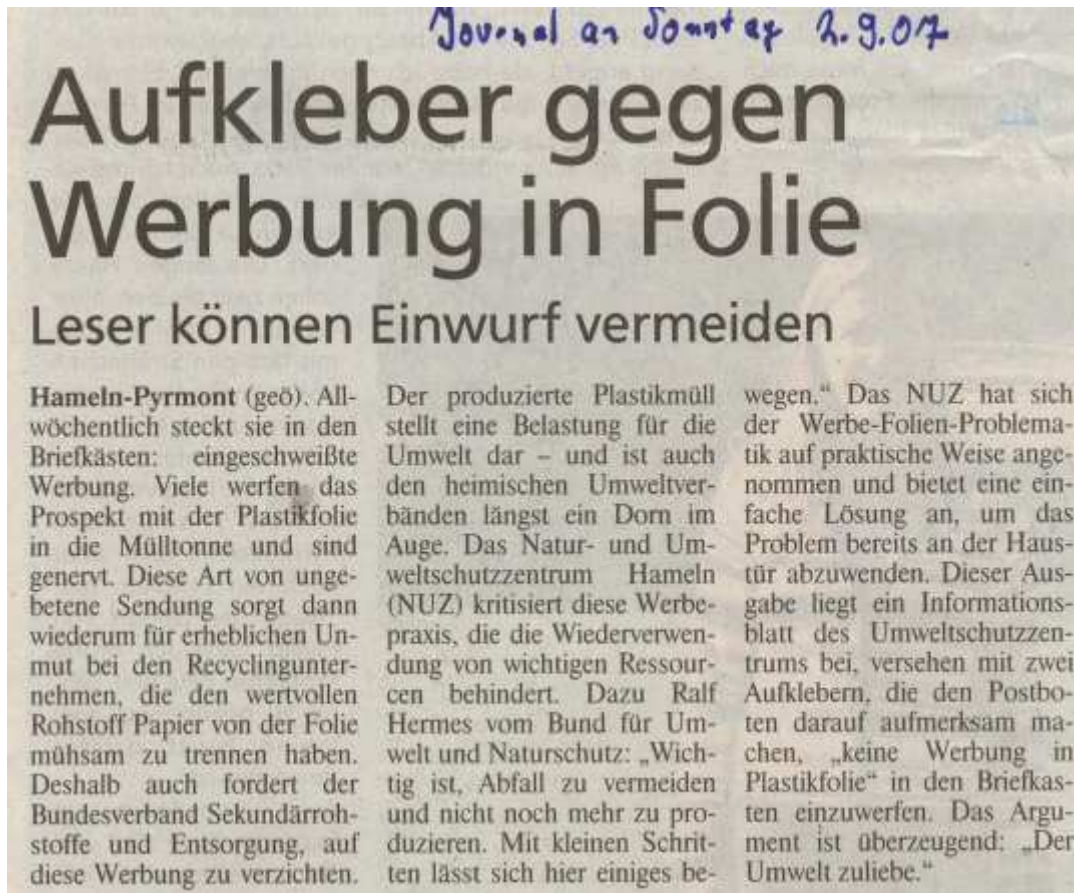 Journal an Sonntag 2.9.07
Aufkleber gegen
Werbung in Folie
Leser können Einwurf vermeiden
Hameln-Pyrmont (geö). All-
wöchentlich steckt sie in den
Briefkästen: eingeschweißte
Werbung. Viele werfen das
Prospekt mit der Plastikfolie
in die Mülltonne und sind
genervt. Diese Art von unge-
betene Sendung sorgt dann
wiederum für erheblichen Un-
mut bei den Recyclingunter-
nehmen, die den wertvollen
Rohstoff Papier von der Folie
mühsam zu trennen haben.
Deshalb auch fordert der
Bundesverband Sekundärroh-
stoffe und Entsorgung, auf
diese Werbung zu verzichten.
Der produzierte Plastikmüll
stellt eine Belastung für die
Umwelt dar – und ist auch
den heimischen Umweltver-
bänden längst ein Dorn im
Auge. Das Natur- und Um-
weltschutzzentrum Hameln
(NUZ) kritisiert diese Werbe-
praxis, die die Wiederverwen-
dung von wichtigen Ressour-
cen behindert. Dazu Ralf
Hermes vom Bund für Um-
welt und Naturschutz: „Wich-
tig ist, Abfall zu vermeiden
und nicht noch mehr zu pro-
duzieren. Mit kleinen Schrit-
ten lässt sich hier einiges be-
wegen.“ Das NUZ hat sich
der Werbe-Folien-Problema-
tik auf praktische Weise ange-
nommen und bietet eine ein-
fache Lösung an, um das
Problem bereits an der Haus-
tür abzuwenden. Dieser Aus-
gabe liegt ein Informations-
blatt des Umweltschutzzen-
trums bei, versehen mit zwei
Aufklebern, die den Postbo-
ten darauf aufmerksam ma-
chen, „keine Werbung in
Plastikfolie“ in den Briefkas-
ten einzuwerfen. Das Argu-
ment ist überzeugend: „Der
Umwelt zuliebe.“